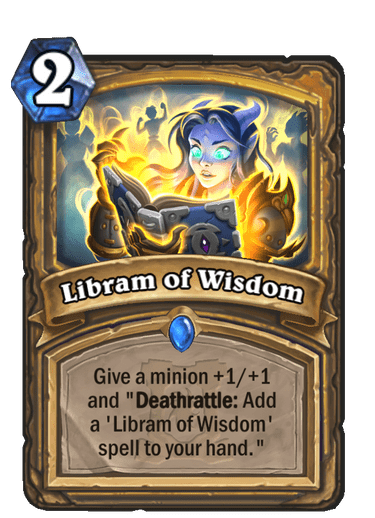 2
Libram of Wisdom
Give a minion +1/+1
and "Deathrattle: Add
a 'Libram of Wisdom'
spell to your hand."